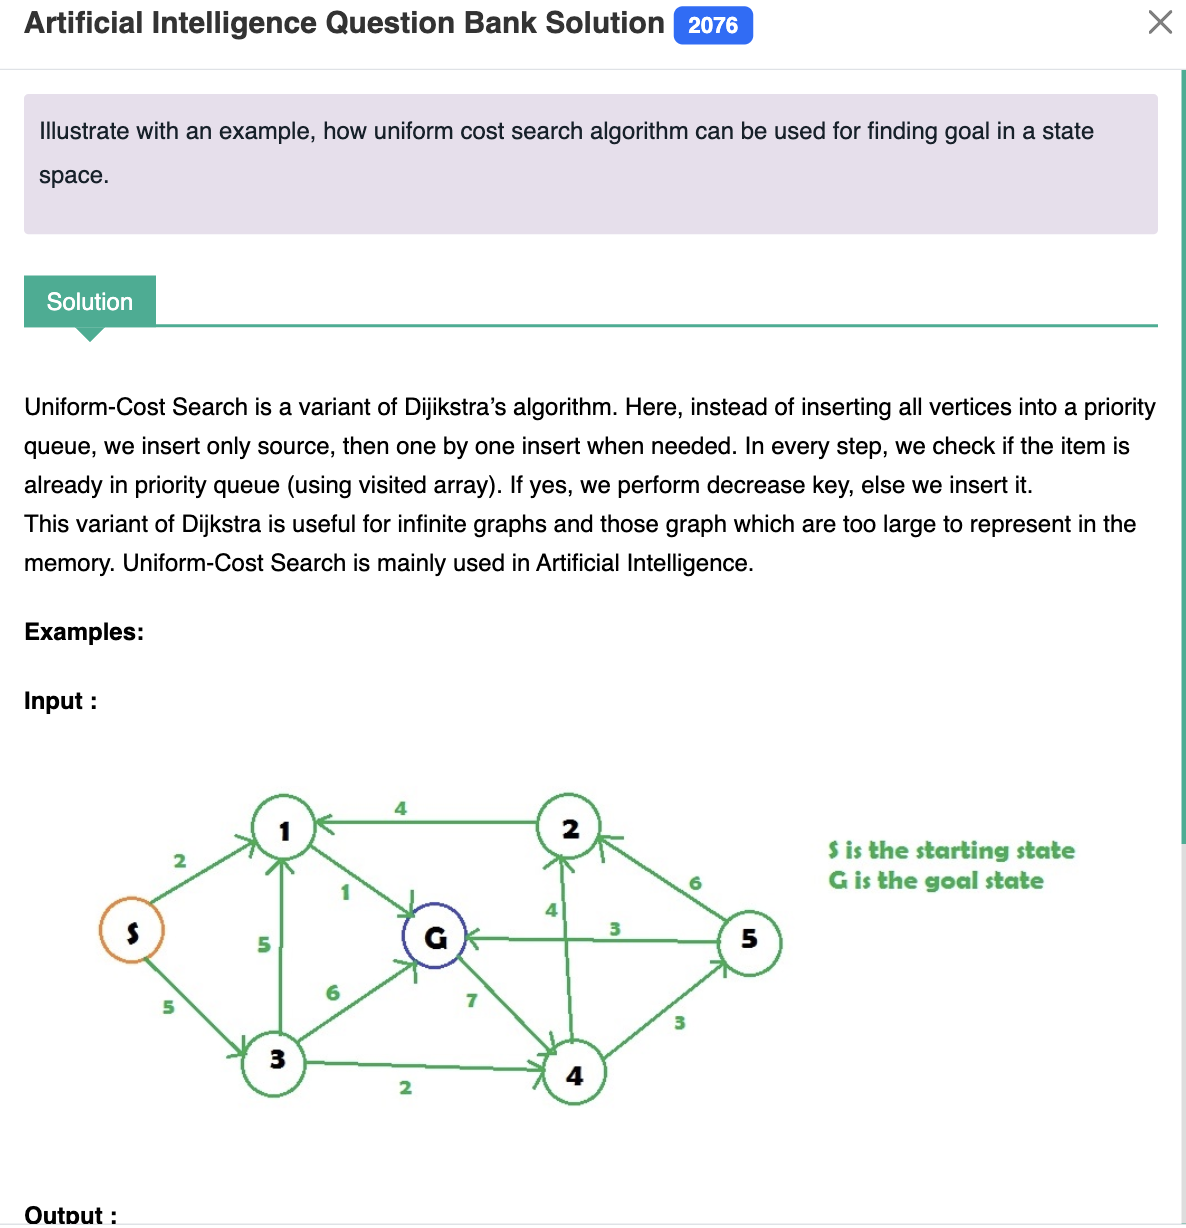 Artificial Intelligence Question Bank Solution 2076
Illustrate with an example, how uniform cost search algorithm can be used for finding goal in a state
space.
Solution
Uniform-Cost Search is a variant of Dijikstra’s algorithm. Here, instead of inserting all vertices into a priority
queue, we insert only source, then one by one insert when needed. In every step, we check if the item is
already in priority queue (using visited array). If yes, we perform decrease key, else we insert it.
This variant of Dijkstra is useful for infinite graphs and those graph which are too large to represent in the
memory. Uniform-Cost Search is mainly used in Artificial Intelligence.
Examples:
Input :
4
1
2
2
S is the starting state
G is the goal state
1
6
4
S
5
G
3
5
5
6
7
3
3
4
2
Output :